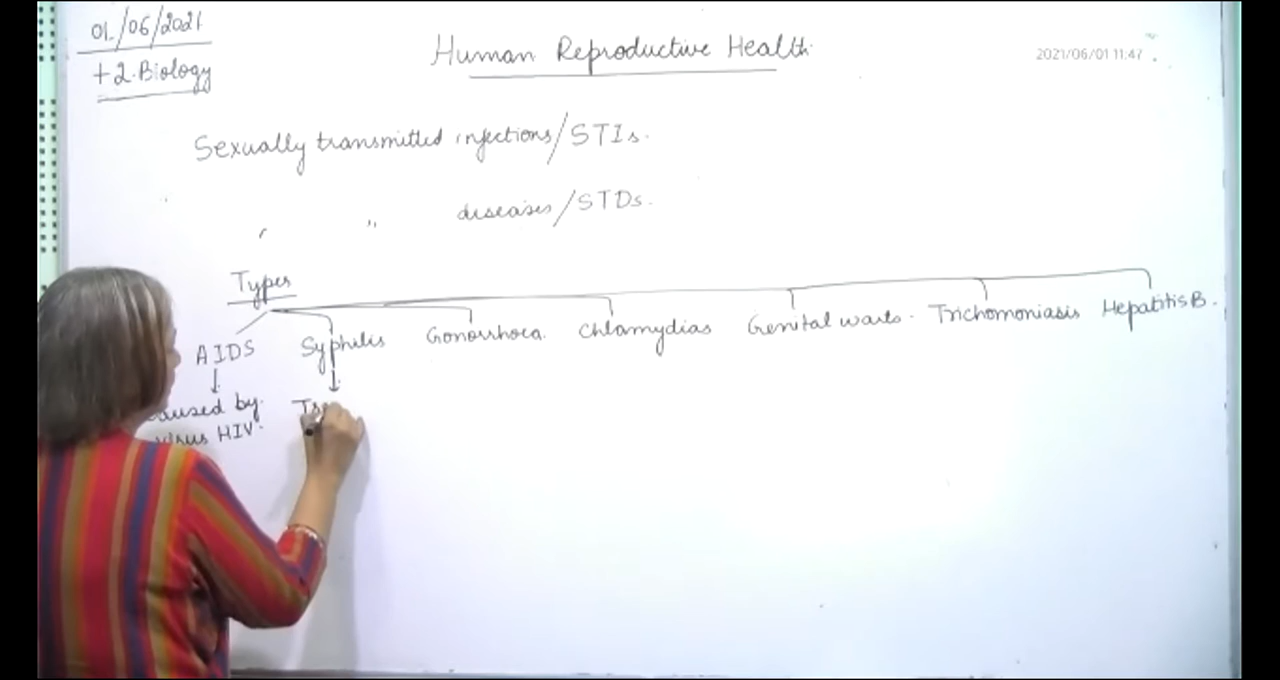 01/06/2021
+2 Biology
Human Reproductive Health
2021/06/01 11:47
Sexually transmitted infections/STIs.
" " diseases/STDs.
Types
AIDS Syphilis Gonorrhoea. Chlamydias Genital warts. Trichomoniasis Hepatitis B.
caused by
virus HIV.